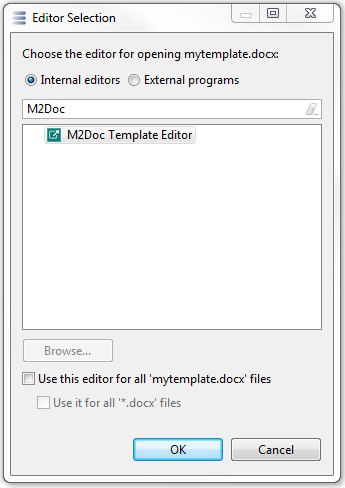 Editor Selection
Choose the editor for opening mytemplate.docx:
Internal editors External programs
M2Doc
M2Doc Template Editor
Browse...
Use this editor for all 'mytemplate.docx' files
Use it for all '*.docx' files
OK Cancel